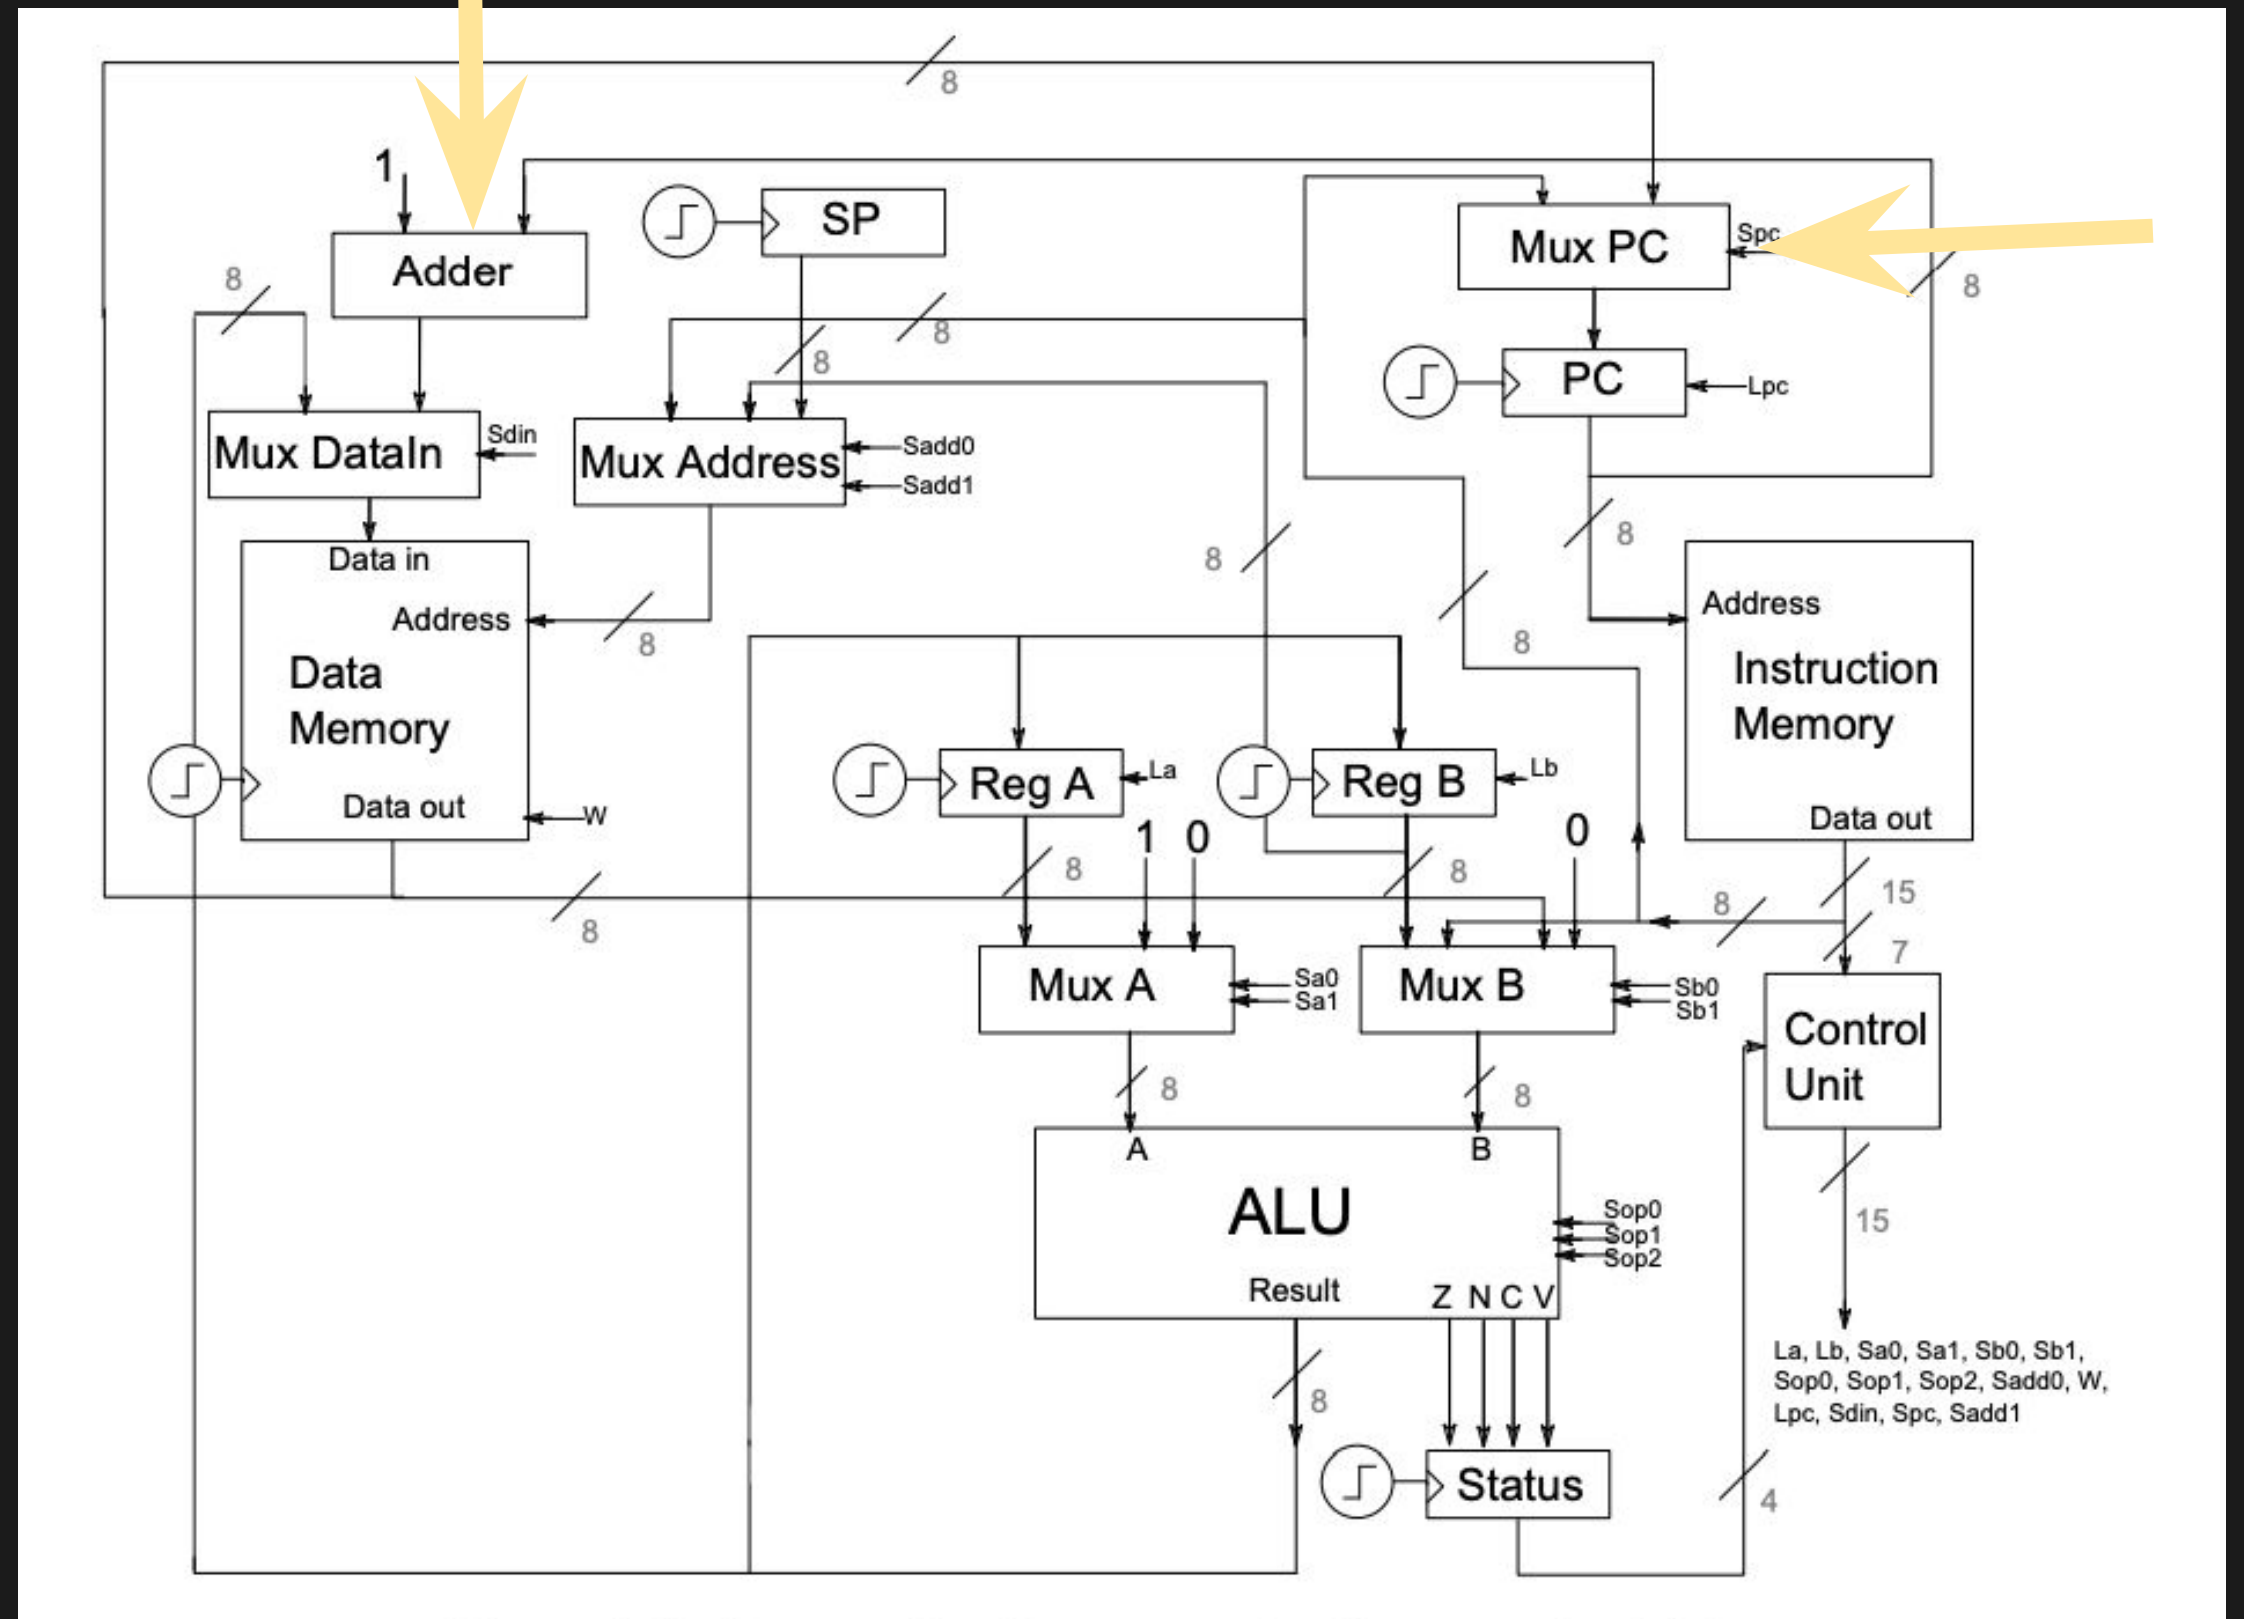 8
1
SP
Mux PC
Spc
Adder
8
8
8
8
PC
Lpc
Mux DataIn
Sdin
Mux Address
Sadd0
Sadd1
8
8
Data in
Address
8
8
Address
Data
Memory
Instruction
Memory
Reg A
La
Reg B
Lb
Data out
W
Data out
1 0
0
8
8
15
8
8
7
Mux A
Sa0
Sa1
Mux B
Sb0
Sb1
Control
Unit
8
8
A
B
ALU
Sop0
Sop1
Sop2
15
Result
Z N C V
La, Lb, Sa0, Sa1, Sb0, Sb1,
Sop0, Sop1, Sop2, Sadd0, W,
Lpc, Sdin, Spc, Sadd1
8
Status
4